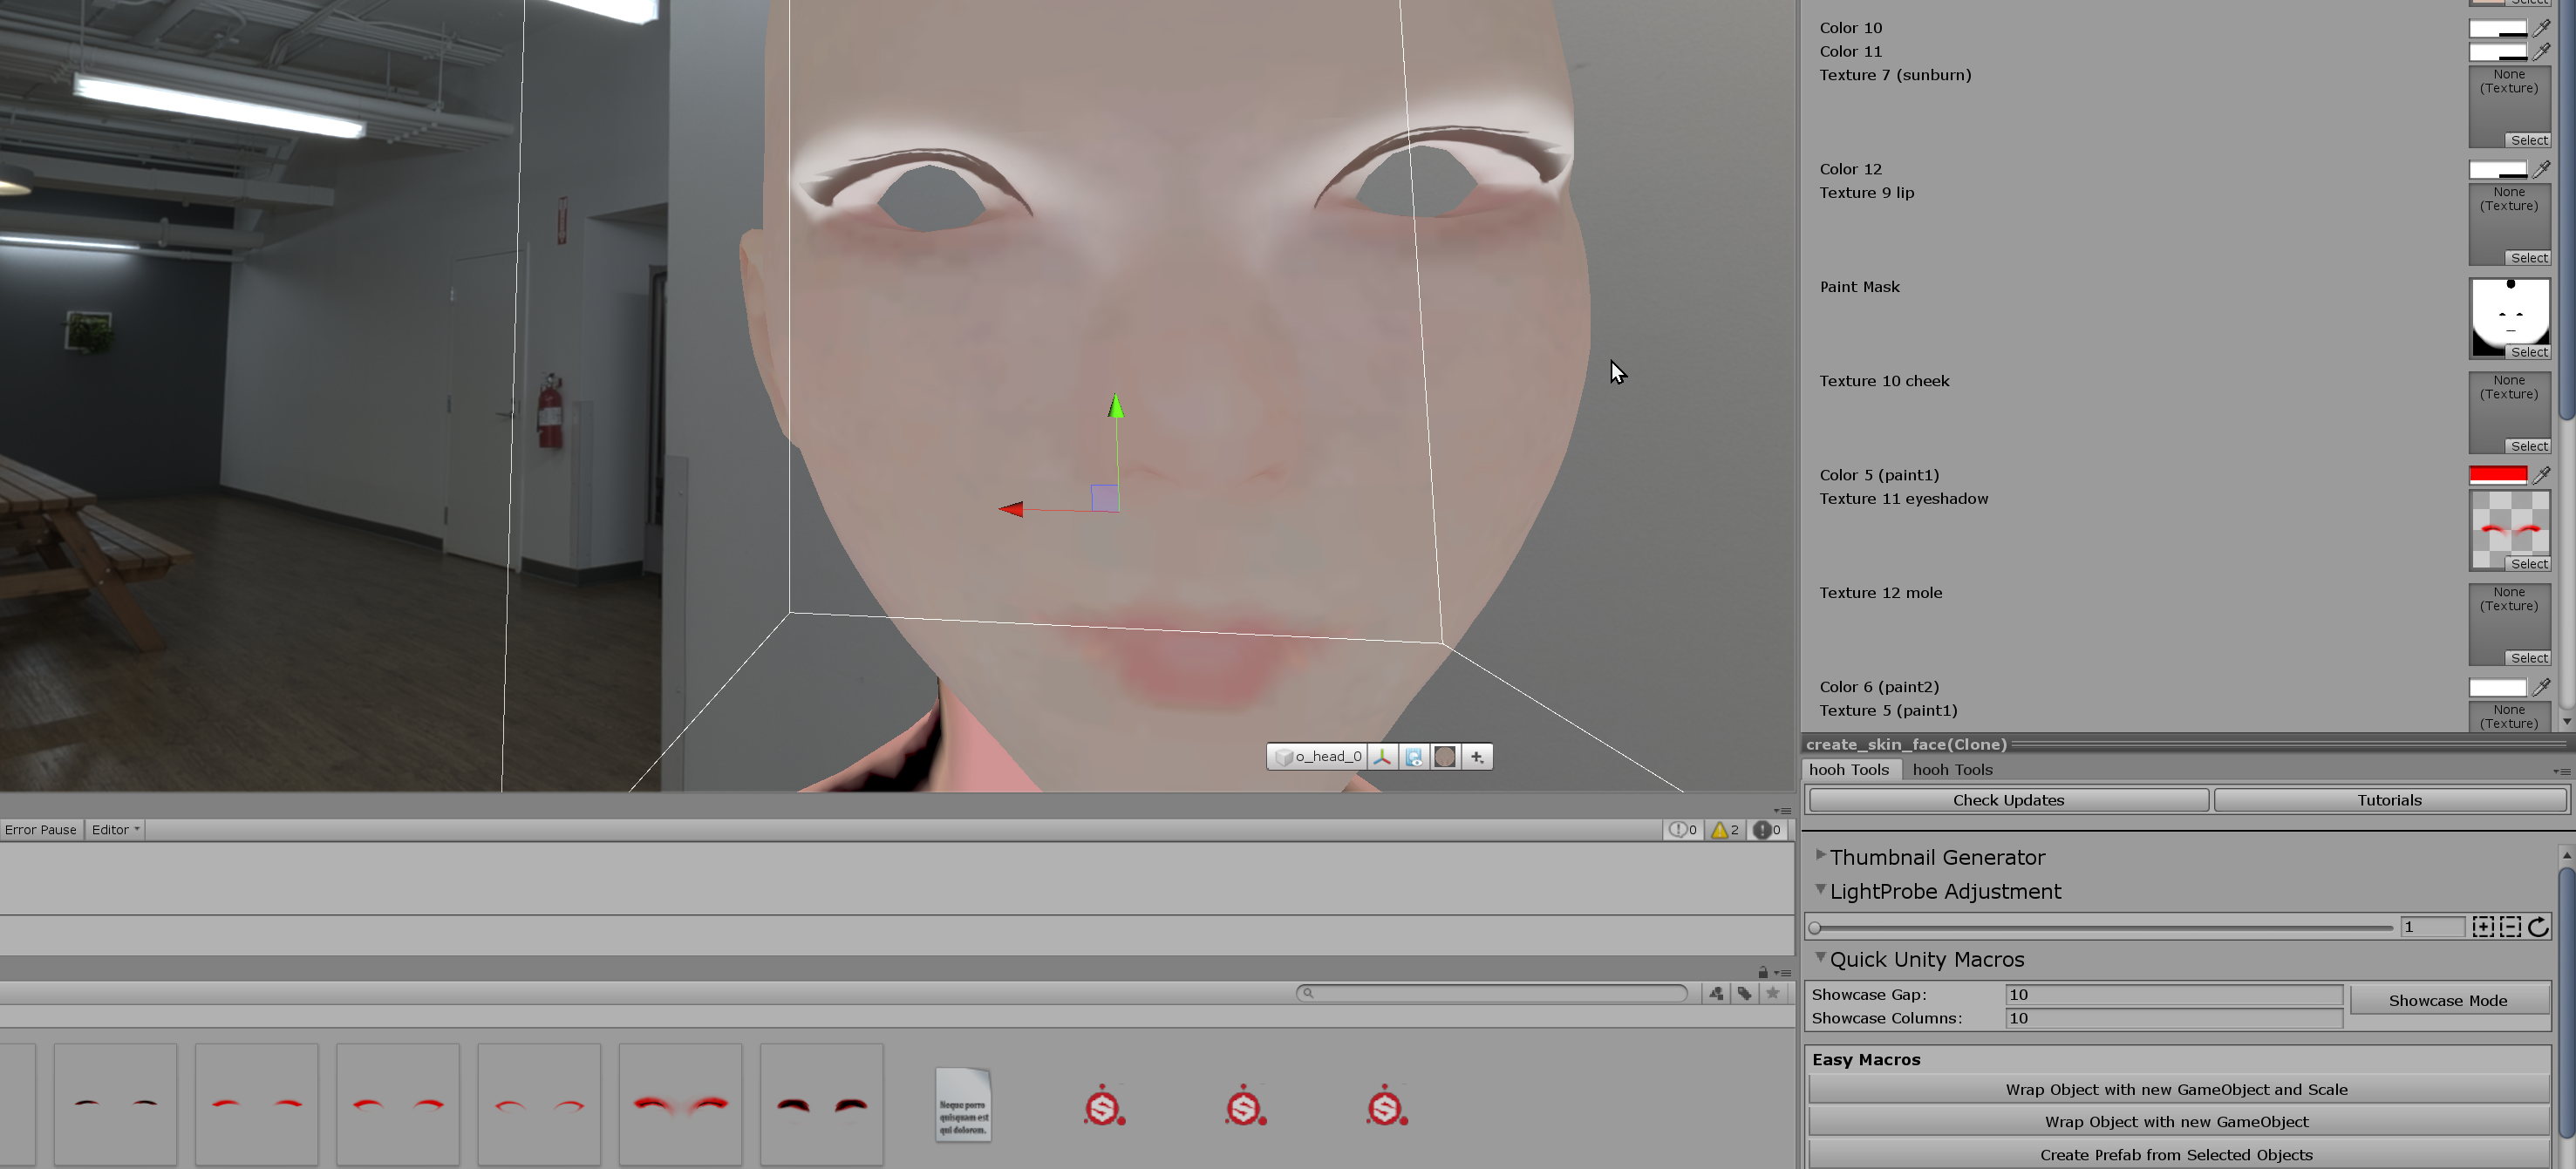 Select
Color 10
Color 11
Texture 7 (sunburn)
None
(Texture)
Select
Color 12
Texture 9 lip
None
(Texture)
Select
Paint Mask
Select
Texture 10 cheek
None
(Texture)
Select
Color 5 (paint1)
Texture 11 eyeshadow
Select
Texture 12 mole
None
(Texture)
Select
Color 6 (paint2)
Texture 5 (paint1)
None
(Texture)
o_head_0
create_skin_face(Clone)
hooh Tools hooh Tools
Check Updates Tutorials
Error Pause Editor 0 2 0
Thumbnail Generator
LightProbe Adjustment
1
Quick Unity Macros
Showcase Gap: 10
Showcase Columns: 10
Showcase Mode
Easy Macros
Wrap Object with new GameObject and Scale
Wrap Object with new GameObject
Create Prefab from Selected Objects
Neque porro
quisquam est
qui dolorem.